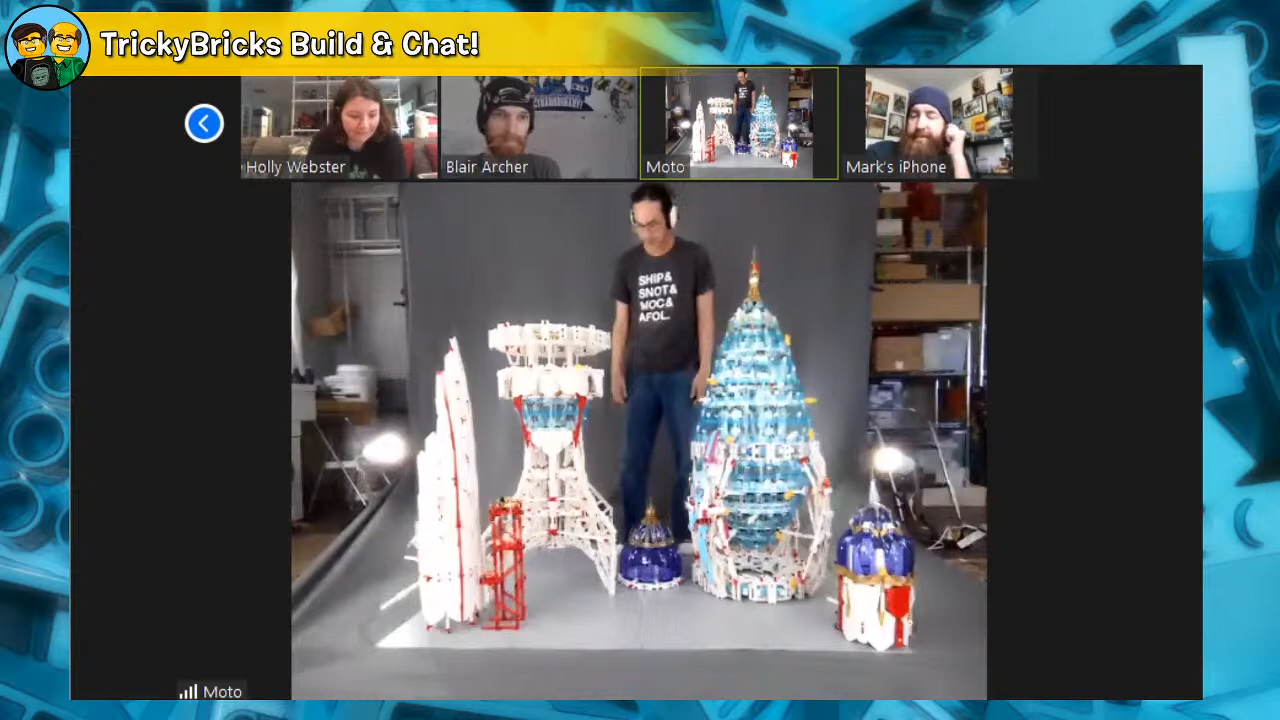 TrickyBricks Build & Chat!
Holly Webster
Blair Archer
Moto
Mark's iPhone
SHIP&
SNOT&
MOC&
AFOL.
Moto